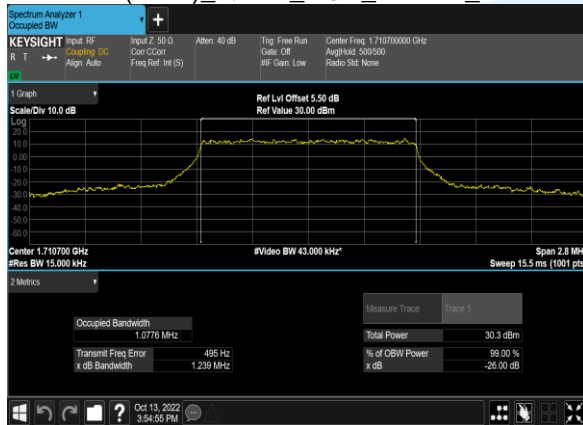 Spectrum Analyzer 1
Occupied BW
+
KEYSIGHT Input: RF Input Z: 50 Ω Atten: 40 dB Trig: Free Run Center Freq: 1.710700000 GHz
R T Coupling: DC Corr CCorr Gate: Off Avg|Hold: 500/500
Align: Auto Freq Ref: Int (S) #IF Gain: Low Radio Std: None
1 Graph
Scale/Div 10.0 dB Ref Lvl Offset 5.50 dB
Ref Value 30.00 dBm
Log
20.0
10.0
0.00
-10.0
-20.0
-30.0
-40.0
-50.0
-60.0
Center 1.710700 GHz #Video BW 43.000 kHz* Span 2.8 MH
#Res BW 15.000 kHz Sweep 15.5 ms (1001 pts
2 Metrics
Measure Trace Trace 1
Occupied Bandwidth
1.0776 MHz Total Power 30.3 dBm
Transmit Freq Error 495 Hz % of OBW Power 99.00 %
x dB Bandwidth 1.239 MHz x dB -26.00 dB
? Oct 13, 2022
3:54:55 PM